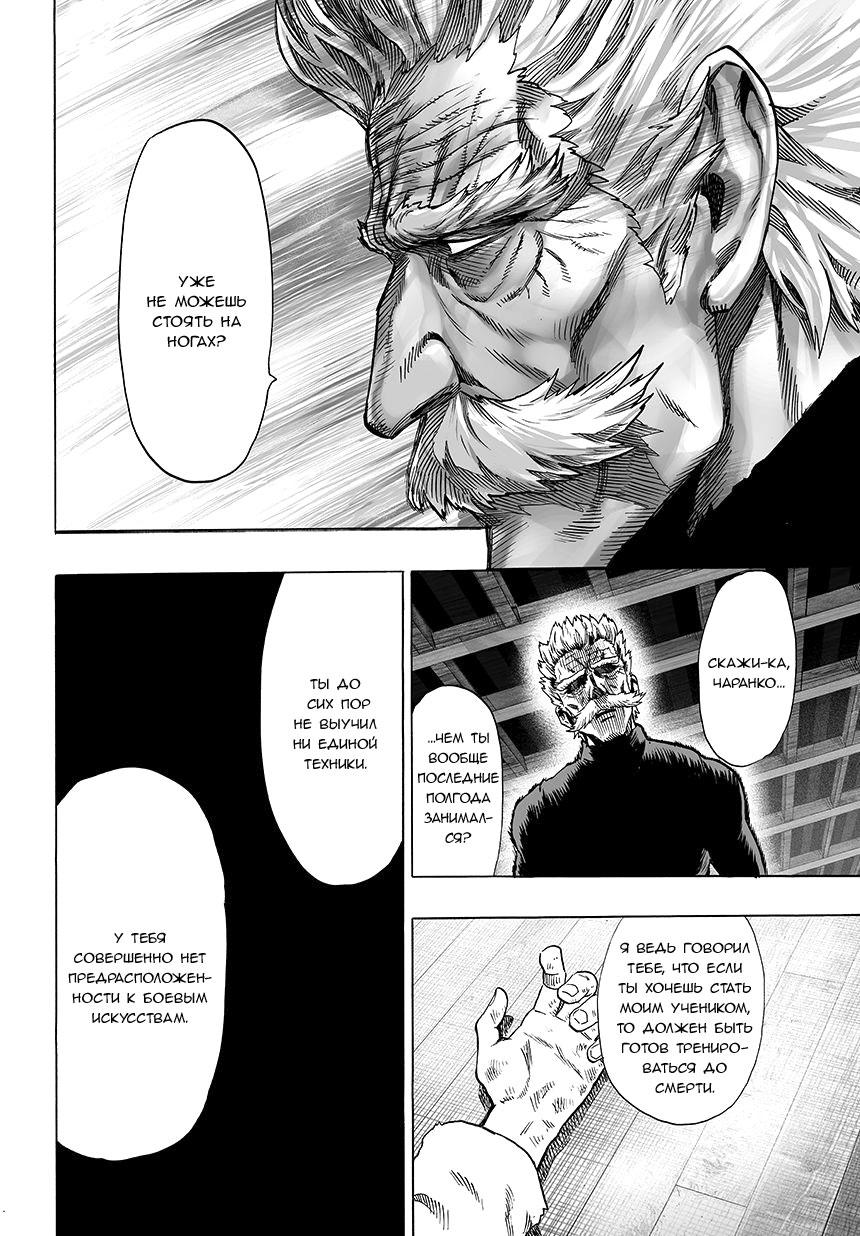 УЖЕ
НЕ МОЖЕШЬ
СТОЯТЬ НА
НОГАХ?
СКАЖИ-КА,
ЧАРАНКО...
...ЧЕМ ТЫ
ВООБЩЕ
ПОСЛЕДНИЕ
ПОЛГОДА
ЗАНИМАЛ-
СЯ?
Я ВЕДЬ ГОВОРИЛ
ТЕБЕ, ЧТО ЕСЛИ
ТЫ ХОЧЕШЬ СТАТЬ
МОИМ УЧЕНИКОМ,
ТО ДОЛЖЕН БЫТЬ
ГОТОВ ТРЕНИРО-
ВАТЬСЯ ДО
СМЕРТИ.
ТЫ ДО
СИХ ПОР
НЕ ВЫУЧИЛ
НИ ЕДИНОЙ
ТЕХНИКИ.
У ТЕБЯ
СОВЕРШЕННО НЕТ
ПРЕДРАСПОЛОЖЕН-
НОСТИ К БОЕВЫМ
ИСКУССТВАМ.